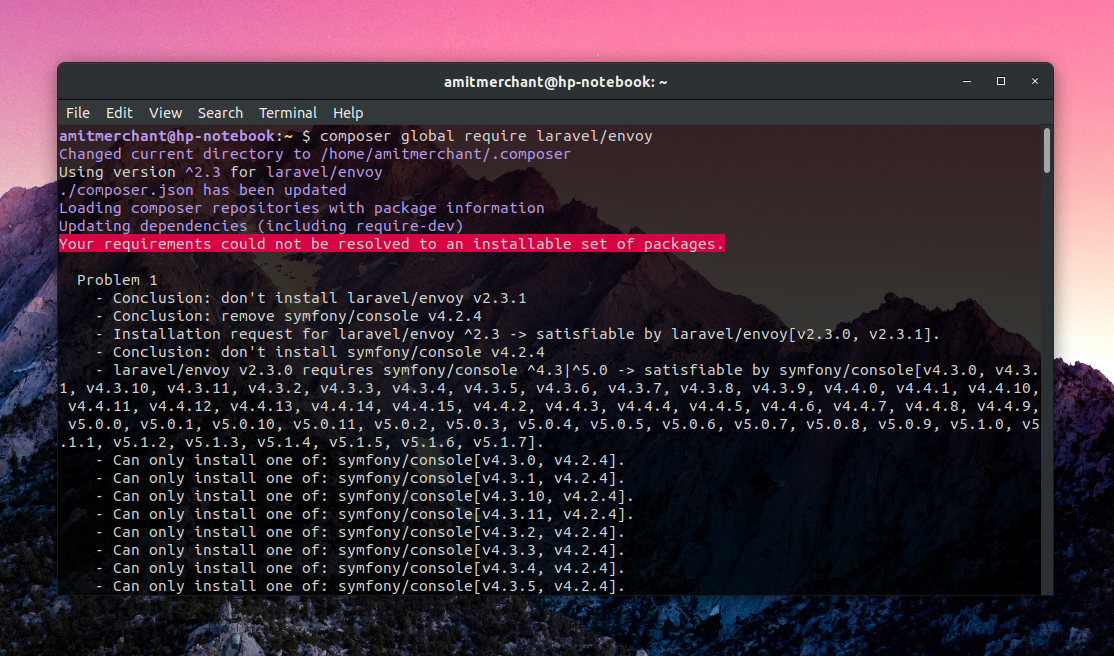 amitmerchant@hp-notebook: ~
File Edit View Search Terminal Help
amitmerchant@hp-notebook:~ $ composer global require laravel/envoy
Changed current directory to /home/amitmerchant/.composer
Using version ^2.3 for laravel/envoy
./composer.json has been updated
Loading composer repositories with package information
Updating dependencies (including require-dev)
Your requirements could not be resolved to an installable set of packages.
Problem 1
- Conclusion: don't install laravel/envoy v2.3.1
- Conclusion: remove symfony/console v4.2.4
- Installation request for laravel/envoy ^2.3 -> satisfiable by laravel/envoy[v2.3.0, v2.3.1].
- Conclusion: don't install symfony/console v4.2.4
- laravel/envoy v2.3.0 requires symfony/console ^4.3|^5.0 -> satisfiable by symfony/console[v4.3.0, v4.3.
1, v4.3.10, v4.3.11, v4.3.2, v4.3.3, v4.3.4, v4.3.5, v4.3.6, v4.3.7, v4.3.8, v4.3.9, v4.4.0, v4.4.1, v4.4.10,
v4.4.11, v4.4.12, v4.4.13, v4.4.14, v4.4.15, v4.4.2, v4.4.3, v4.4.4, v4.4.5, v4.4.6, v4.4.7, v4.4.8, v4.4.9,
v5.0.0, v5.0.1, v5.0.10, v5.0.11, v5.0.2, v5.0.3, v5.0.4, v5.0.5, v5.0.6, v5.0.7, v5.0.8, v5.0.9, v5.1.0, v5
.1.1, v5.1.2, v5.1.3, v5.1.4, v5.1.5, v5.1.6, v5.1.7].
- Can only install one of: symfony/console[v4.3.0, v4.2.4].
- Can only install one of: symfony/console[v4.3.1, v4.2.4].
- Can only install one of: symfony/console[v4.3.10, v4.2.4].
- Can only install one of: symfony/console[v4.3.11, v4.2.4].
- Can only install one of: symfony/console[v4.3.2, v4.2.4].
- Can only install one of: symfony/console[v4.3.3, v4.2.4].
- Can only install one of: symfony/console[v4.3.4, v4.2.4].
- Can only install one of: symfony/console[v4.3.5, v4.2.4].